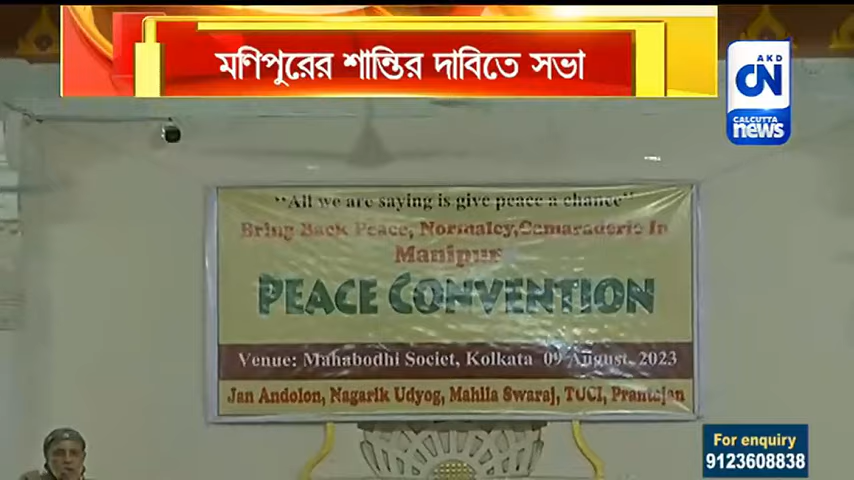 মণিপুরের শান্তির দাবিতে সভা
AKD
CN
CALCUTTA
news
"All we are saying is give peace a chance"
Bring Back Peace, Normalcy,Camaraderie In
Manipur
PEACE CONVENTION
Venue: Mahabodhi Societ, Kolkata 09 August, 2023
Jan Andolon, Nagarik Udyog, Mahila Swaraj, TUCI, Prantojan
For enquiry
9123608838